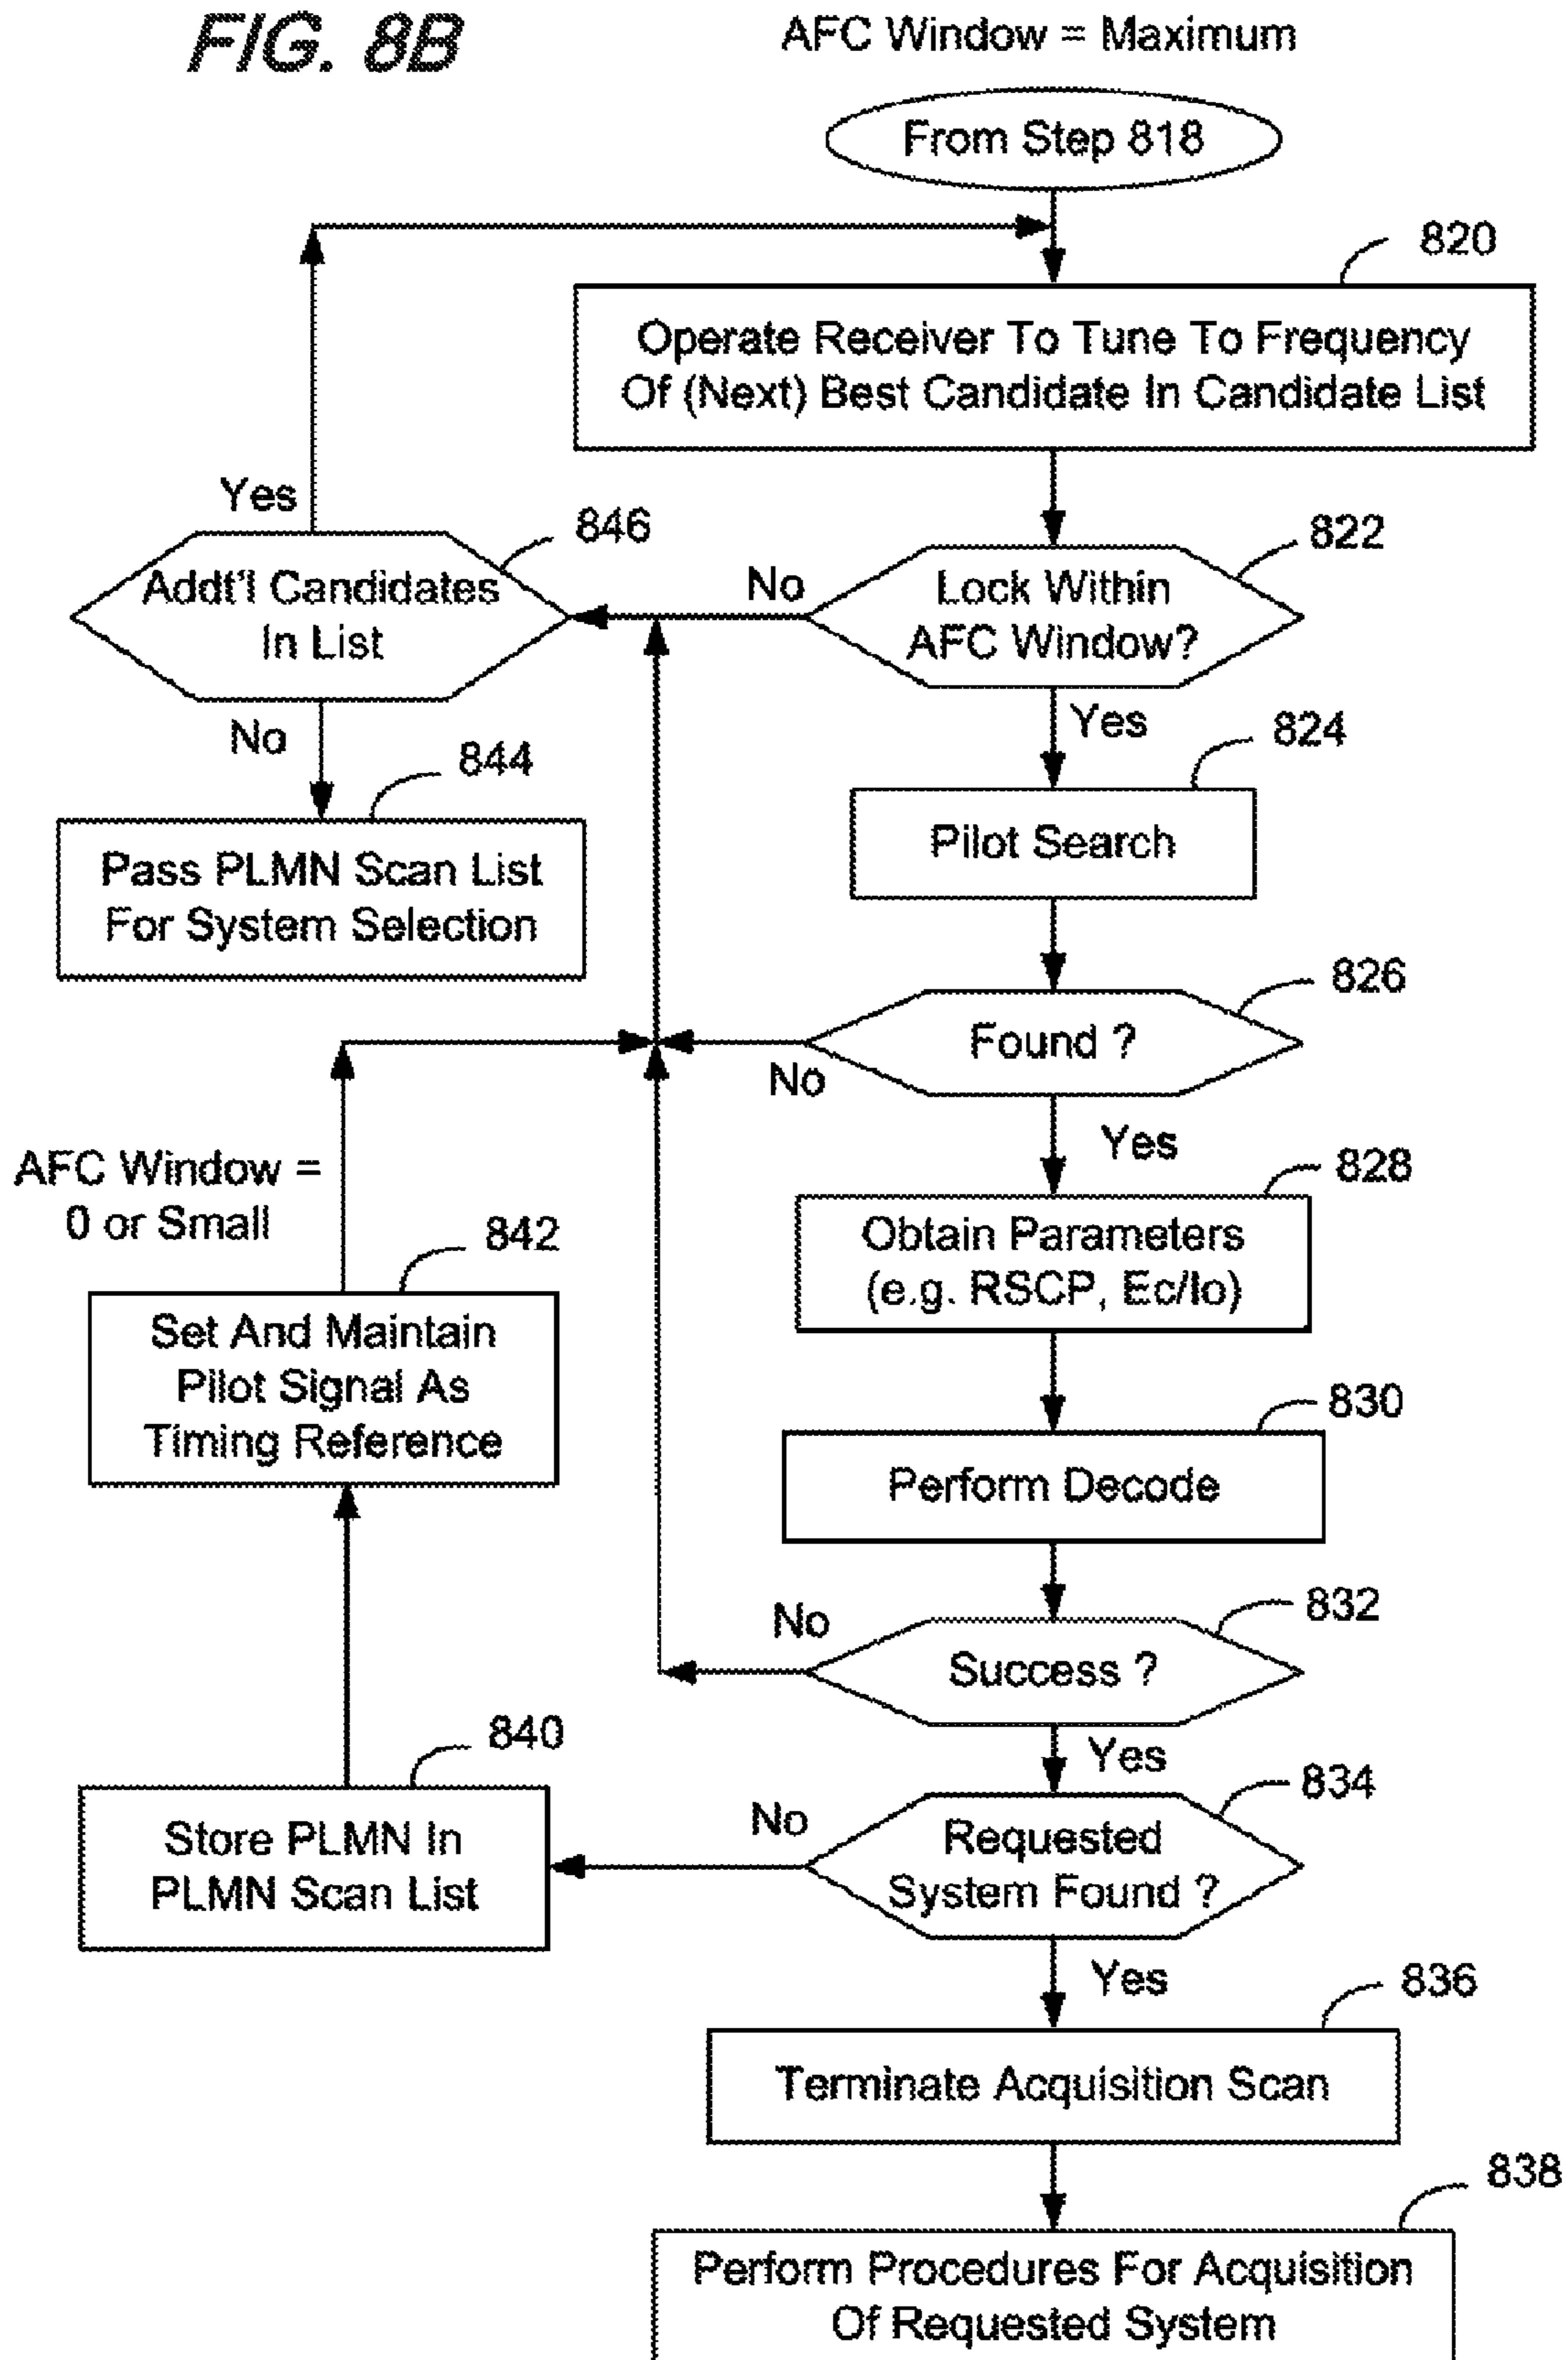 FIG. 8B
AFC Window = Maximum
From Step 818
820
Operate Receiver To Tune To Frequency
Of (Next) Best Candidate In Candidate List
Yes
846
Addt'l Candidates
In List
No
822
Lock Within
AFC Window?
No
Yes
844
Pass PLMN Scan List
For System Selection
824
Pilot Search
826
Found ?
No
Yes
AFC Window =
0 or Small
828
Obtain Parameters
(e.g. RSCP, Ec/Io)
842
Set And Maintain
Pilot Signal As
Timing Reference
830
Perform Decode
832
No
Success ?
Yes
840
Store PLMN In
PLMN Scan List
834
No
Requested
System Found ?
Yes
836
Terminate Acquisition Scan
838
Perform Procedures For Acquisition
Of Requested System